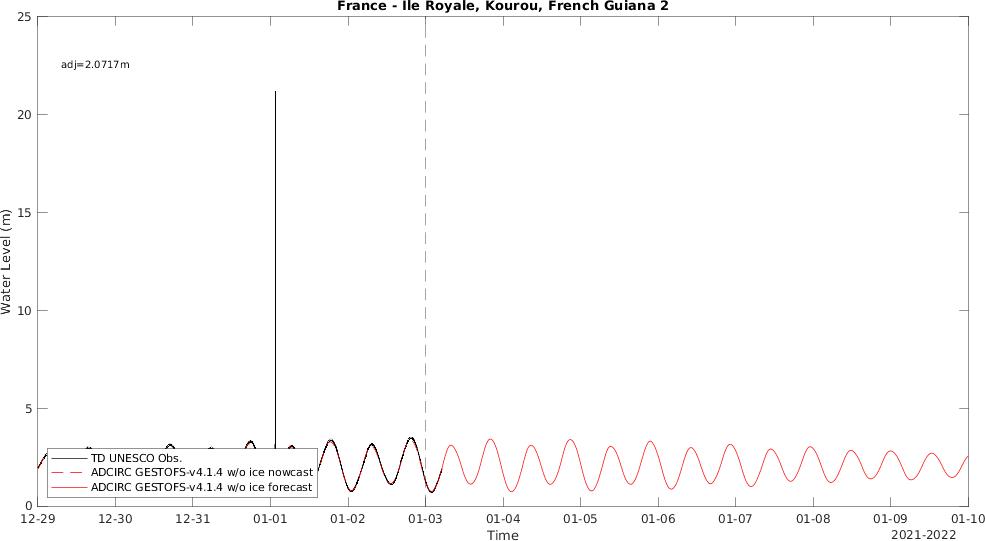 France - Ile Royale, Kourou, French Guiana 2
25
adj=2.0717m
20
15
Water Level (m)
10
5
TD UNESCO Obs.
ADCIRC GESTOFS-v4.1.4 w/o ice nowcast
ADCIRC GESTOFS-v4.1.4 w/o ice forecast
0
12-29 12-30 12-31 01-01 01-02 01-03 01-04 01-05 01-06 01-07 01-08 01-09 01-10
Time
2021-2022